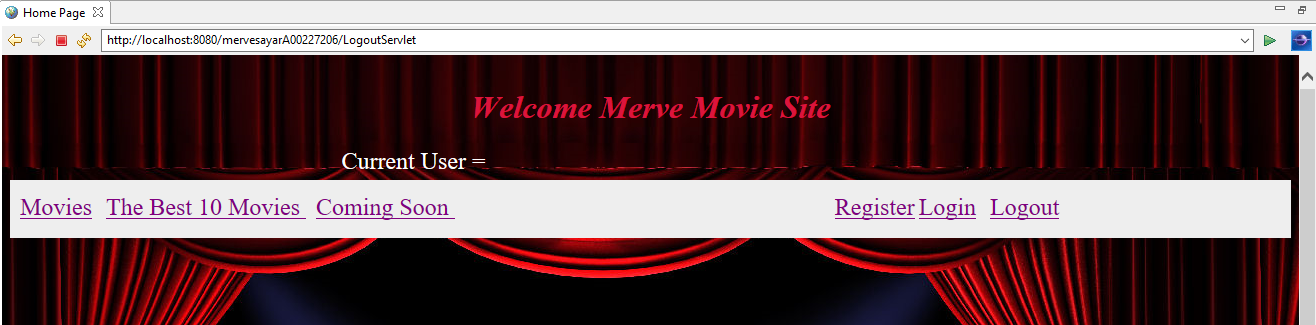 Home Page
http://localhost:8080/mervesayarA00227206/LogoutServlet
Welcome Merve Movie Site
Current User =
Movies The Best 10 Movies Coming Soon Register Login Logout